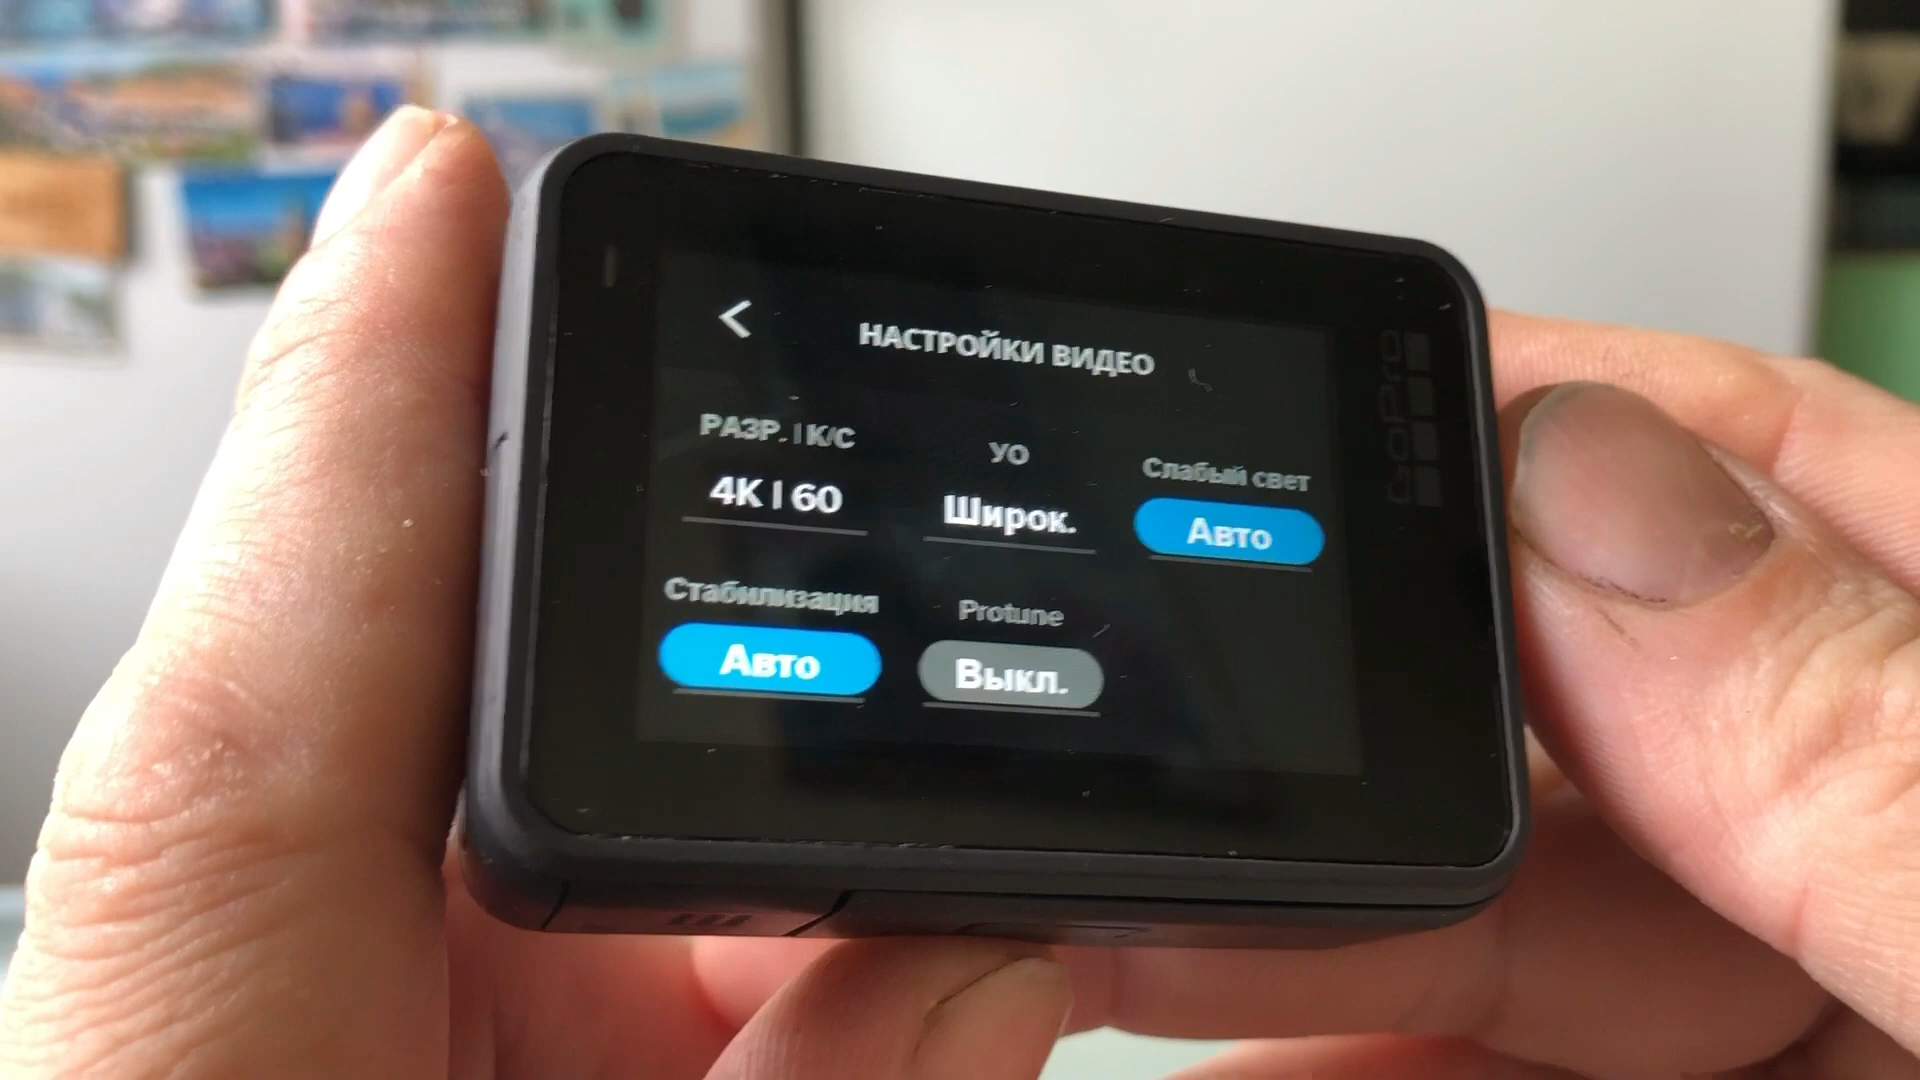 НАСТРОЙКИ ВИДЕО
РАЗР. | К/С
4K | 60
УО
Широк.
Слабый свет
Авто
Стабилизация
Авто
Protune
Выкл.
GoPro